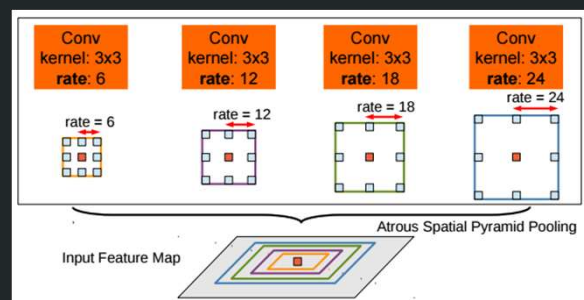 Conv
kernel: 3x3
rate: 6
Conv
kernel: 3x3
rate: 12
Conv
kernel: 3x3
rate: 18
Conv
kernel: 3x3
rate: 24
rate = 6
rate = 12
rate = 18
rate = 24
Atrous Spatial Pyramid Pooling
Input Feature Map